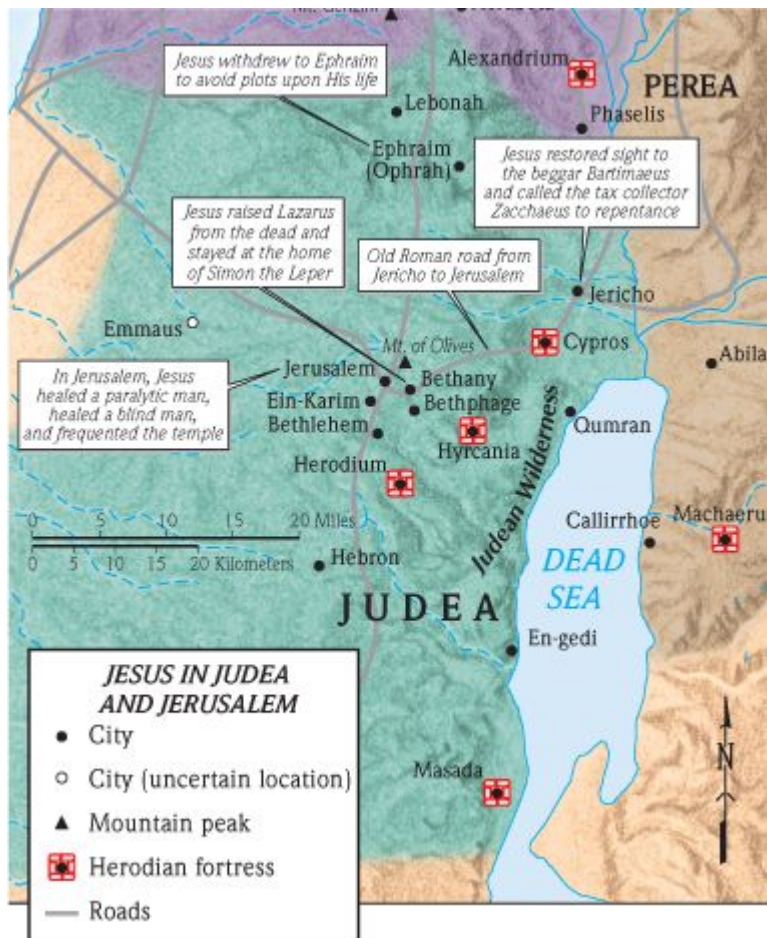 Jesus withdrew to Ephraim
to avoid plots upon His life
Alexandrium
PEREA
Lebonah
Phaselis
Ephraim
(Ophrah)
Jesus restored sight to
the beggar Bartimaeus
and called the tax collector
Zacchaeus to repentance
Jesus raised Lazarus
from the dead and
stayed at the home
of Simon the Leper
Old Roman road from
Jericho to Jerusalem
Jericho
Emmaus
Mt. of Olives
Cypros
Abila
In Jerusalem, Jesus
healed a paralytic man,
healed a blind man,
and frequented the temple
Jerusalem
Bethany
Ein-Karim
Bethphage
Bethlehem
Qumran
Hyrcania
Herodium
Judean Wilderness
0 5 10 15 20 Miles
0 5 10 15 20 Kilometers
Callirrhoe
Machaeru
Hebron
DEAD
SEA
JUDEA
En-gedi
JESUS IN JUDEA
AND JERUSALEM
City
City (uncertain location)
Mountain peak
Herodian fortress
Roads
Masada
N